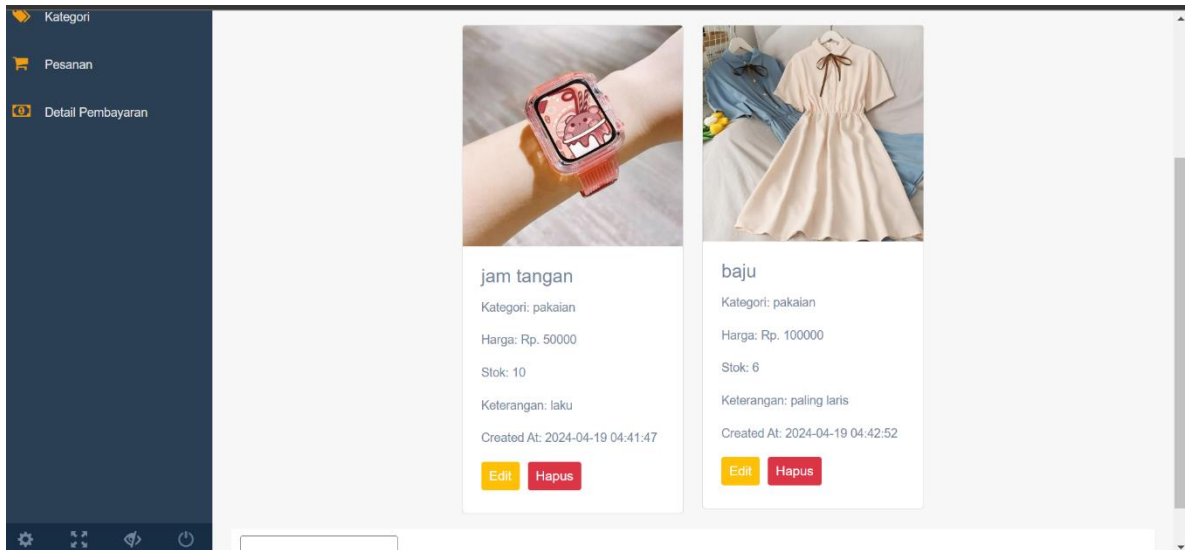 Kategori
Pesanan
Detail Pembayaran
jam tangan
Kategori: pakaian
Harga: Rp. 50000
Stok: 10
Keterangan: laku
Created At: 2024-04-19 04:41:47
Edit Hapus
baju
Kategori: pakaian
Harga: Rp. 100000
Stok: 6
Keterangan: paling laris
Created At: 2024-04-19 04:42:52
Edit Hapus